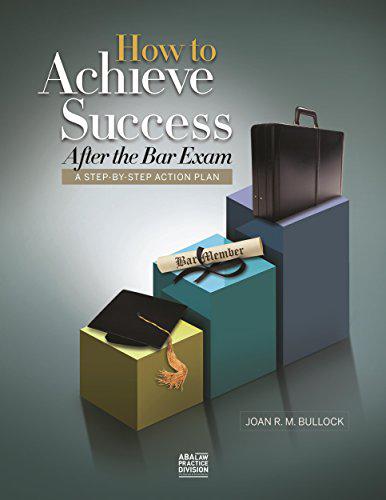 How to
Achieve
Success
After the Bar Exam
A STEP-BY-STEP ACTION PLAN
Bar Member
JOAN R. M. BULLOCK
ABA LAW
PRACTICE
DIVISION